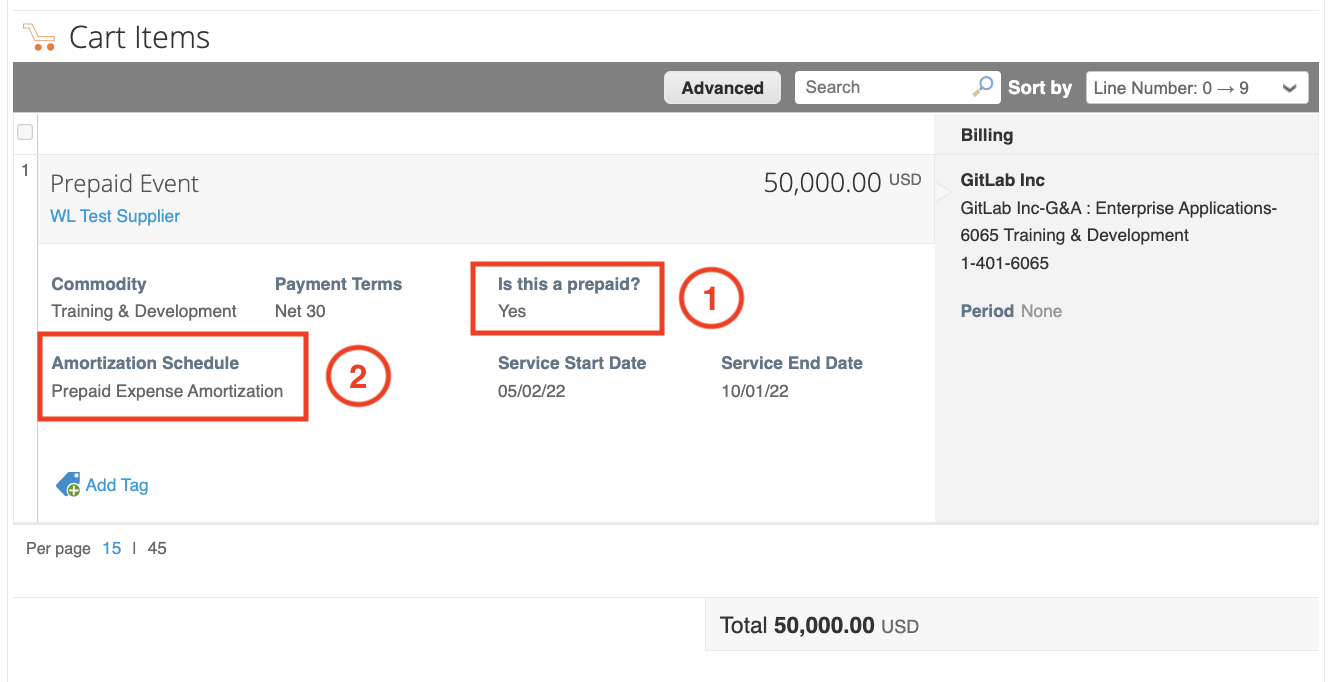 Cart Items
Advanced
Search
Sort by
Line Number: 0 → 9
Billing
1
Prepaid Event
50,000.00 USD
WL Test Supplier
GitLab Inc
GitLab Inc-G&A : Enterprise Applications-
6065 Training & Development
1-401-6065
Period None
Commodity
Training & Development
Payment Terms
Net 30
Is this a prepaid?
Yes
1
Amortization Schedule
Prepaid Expense Amortization
2
Service Start Date
05/02/22
Service End Date
10/01/22
Add Tag
Per page 15 | 45
Total 50,000.00 USD